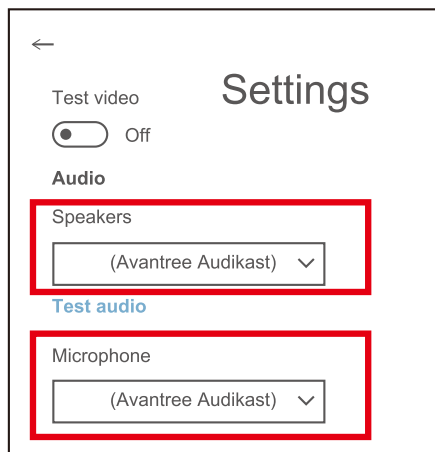 Settings
Test video
Off
Audio
Speakers
(Avantree Audikast)
Test audio
Microphone
(Avantree Audikast)